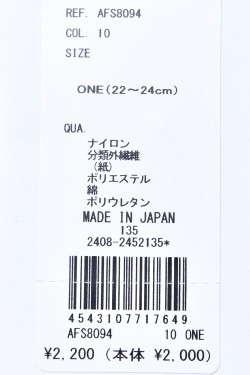 REF. AFS8094
COL. 10
SIZE
ONE(22〜24cm)
QUA.
ナイロン
分類外繊維
(紙)
ポリエステル
綿
ポリウレタン
MADE IN JAPAN
135
2408-2452135*
4543107717649
AFS8094 10 ONE
¥2,200 (本体 ¥2,000)